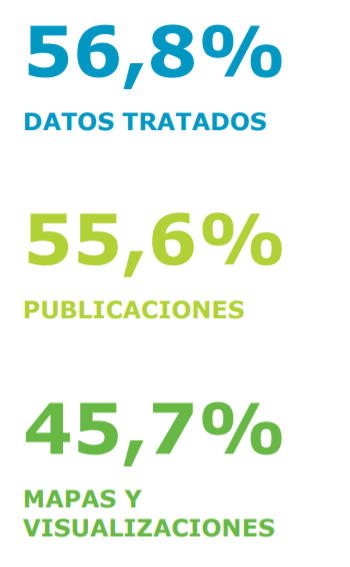 56,8%
DATOS TRATADOS
55,6%
PUBLICACIONES
45,7%
MAPAS Y
VISUALIZACIONES